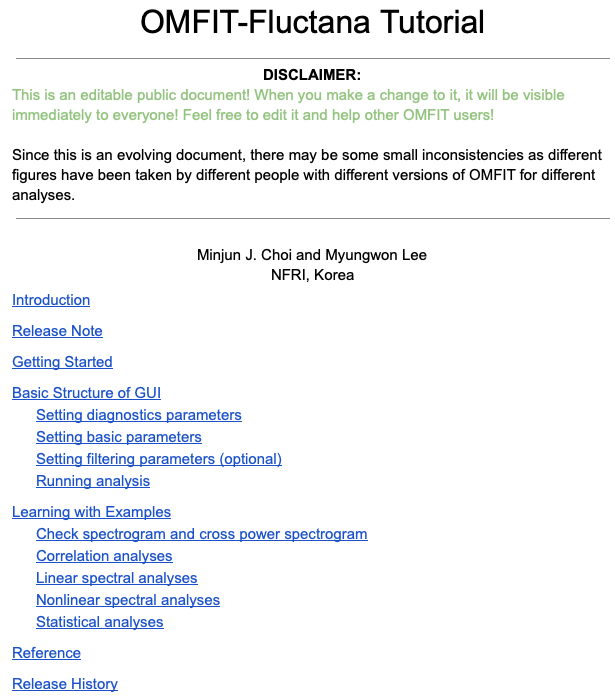 OMFIT-Fluctana Tutorial
DISCLAIMER:
This is an editable public document! When you make a change to it, it will be visible
immediately to everyone! Feel free to edit it and help other OMFIT users!
Since this is an evolving document, there may be some small inconsistencies as different
figures have been taken by different people with different versions of OMFIT for different
analyses.
Minjun J. Choi and Myungwon Lee
NFRI, Korea
Introduction
Release Note
Getting Started
Basic Structure of GUI
Setting diagnostics parameters
Setting basic parameters
Setting filtering parameters (optional)
Running analysis
Learning with Examples
Check spectrogram and cross power spectrogram
Correlation analyses
Linear spectral analyses
Nonlinear spectral analyses
Statistical analyses
Reference
Release History